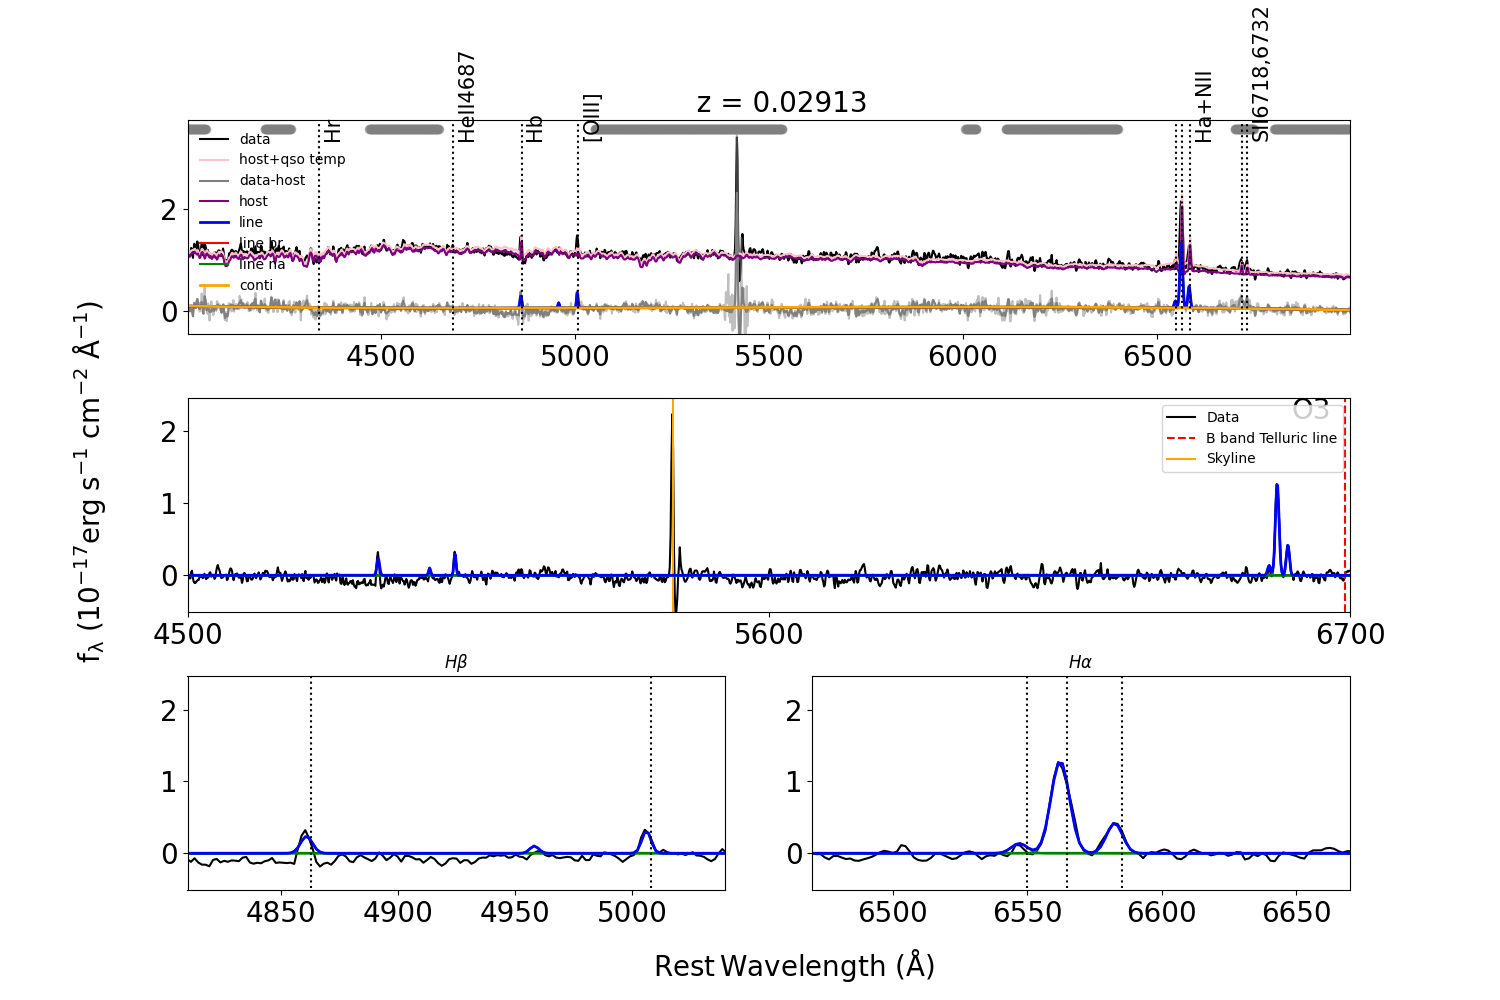 z = 0.02913
Hr
HeII4687
Hb
[OIII]
Ha+NII
SII6718,6732
data
host+qso temp
data-host
host
line
line br
line na
conti
2
0
4500 5000 5500 6000 6500
O3
Data
B band Telluric line
Skyline
2
1
0
4500 5600 6700
fλ (10⁻¹⁷erg s⁻¹ cm⁻² Å⁻¹)
Hβ
2
1
0
4850 4900 4950 5000
Hα
2
1
0
6500 6550 6600 6650
Rest Wavelength (Å)